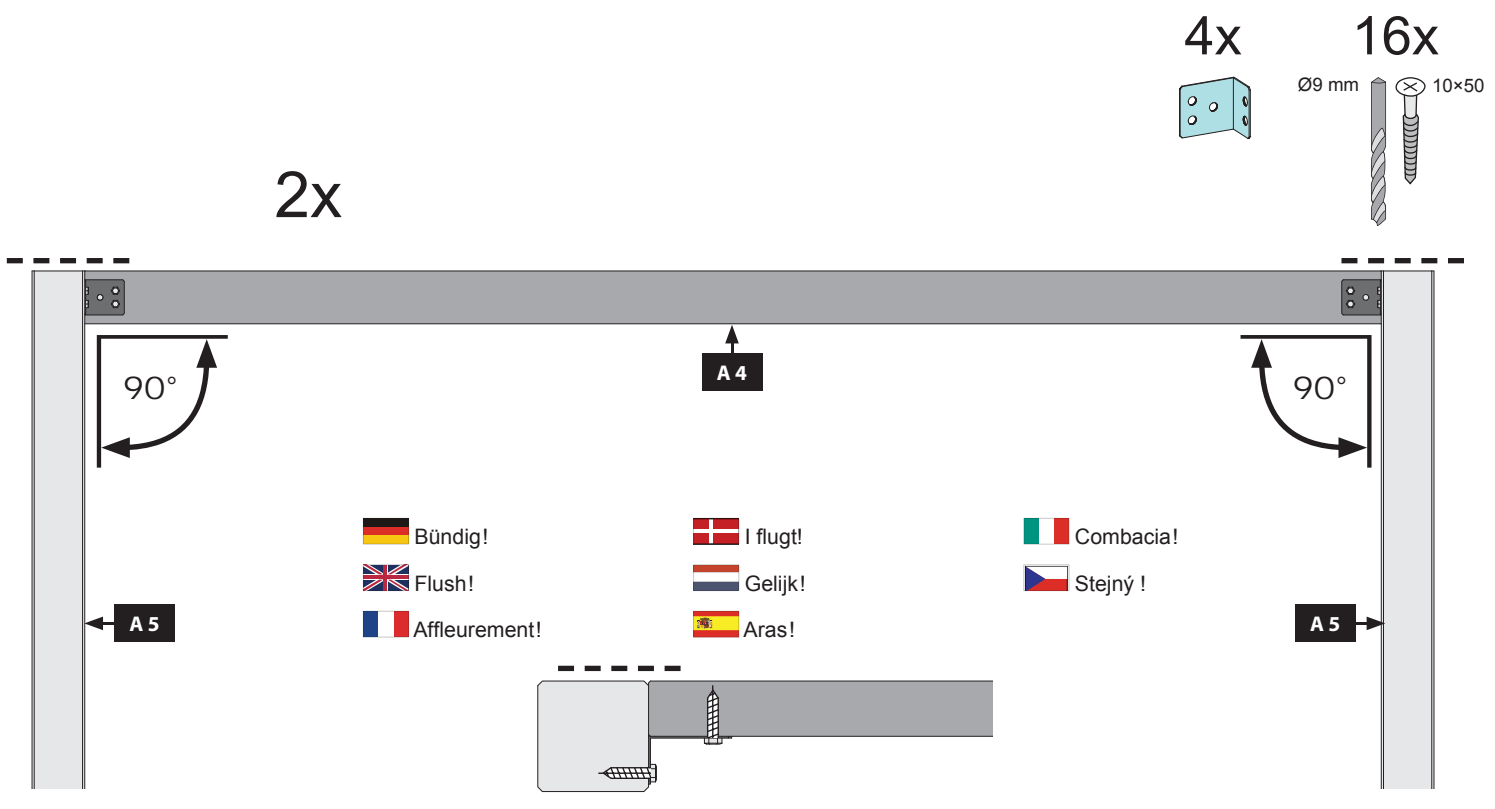 4x 16x
Ø9 mm 10×50
2x
90° 90°
A 4
Bündig! I flugt! Combacia!
Flush! Gelijk! Stejný !
Affleurement! Aras!
A 5 A 5